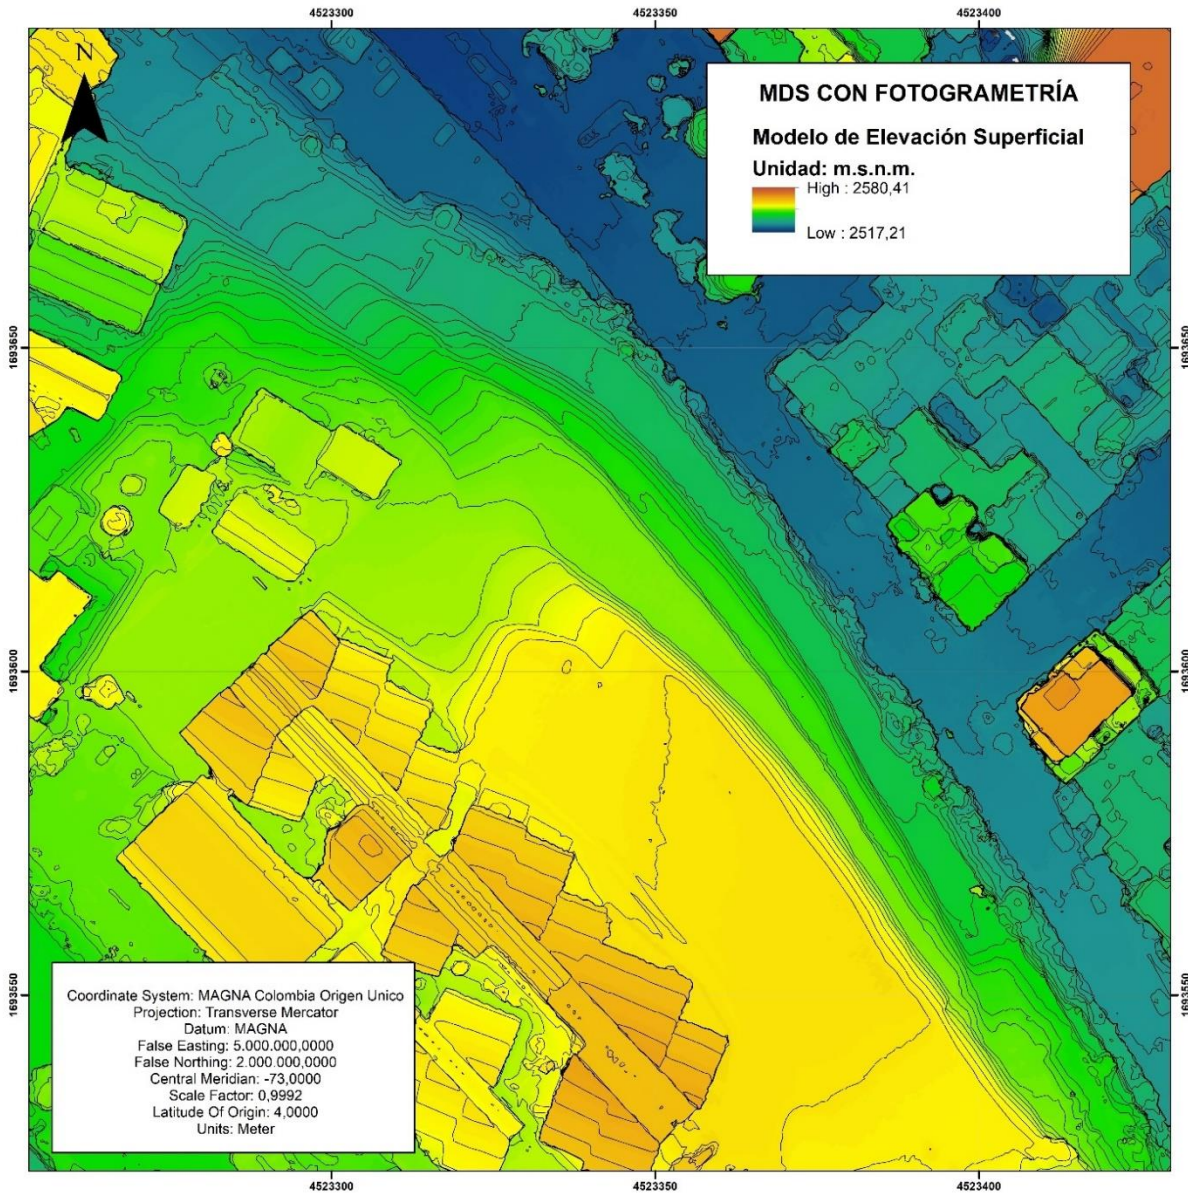 4523300 4523350 4523400
N
MDS CON FOTOGRAMETRÍA
Modelo de Elevación Superficial
Unidad: m.s.n.m.
High : 2580,41
Low : 2517,21
1693650 1693650
1693600 1693600
1693550 1693550
Coordinate System: MAGNA Colombia Origen Unico
Projection: Transverse Mercator
Datum: MAGNA
False Easting: 5.000.000,0000
False Northing: 2.000.000,0000
Central Meridian: -73,0000
Scale Factor: 0,9992
Latitude Of Origin: 4,0000
Units: Meter
4523300 4523350 4523400